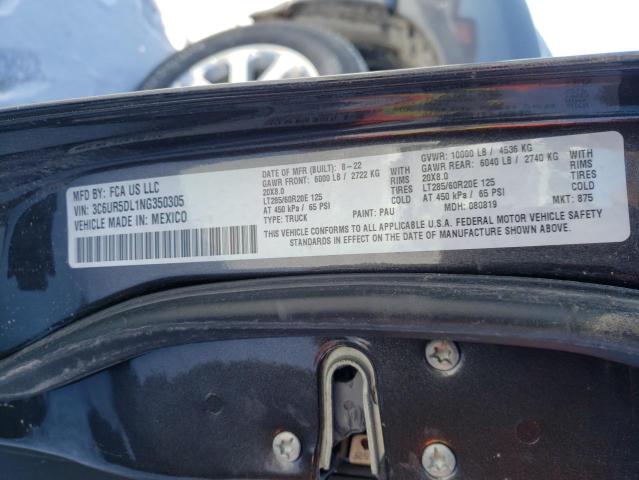 MFD BY: FCA US LLC
VIN: 3C6UR5DL1NG350305
VEHICLE MADE IN: MEXICO
DATE OF MFR (BUILT): 8-22
GAWR FRONT: 6000 LB / 2722 KG WITH
20X8.0 RIMS
LT285/60R20E 125 TIRES
AT 450 kPa / 65 PSI COLD
TYPE: TRUCK PAINT: PAU
GVWR: 10000 LB / 4536 KG
GAWR REAR: 6040 LB / 2740 KG WITH
20X8.0 RIMS
LT285/60R20E 125 TIRES
AT 450 kPa / 65 PSI COLD
MDH: 080819 MKT: 875
THIS VEHICLE CONFORMS TO ALL APPLICABLE U.S.A. FEDERAL MOTOR VEHICLE SAFETY
STANDARDS IN EFFECT ON THE DATE OF MANUFACTURE SHOWN ABOVE.